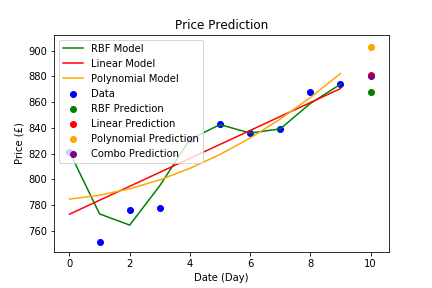 Price Prediction
RBF Model
Linear Model
Polynomial Model
Data
RBF Prediction
Linear Prediction
Polynomial Prediction
Combo Prediction
Price (£)
900
880
860
840
820
800
780
760
0 2 4 6 8 10
Date (Day)